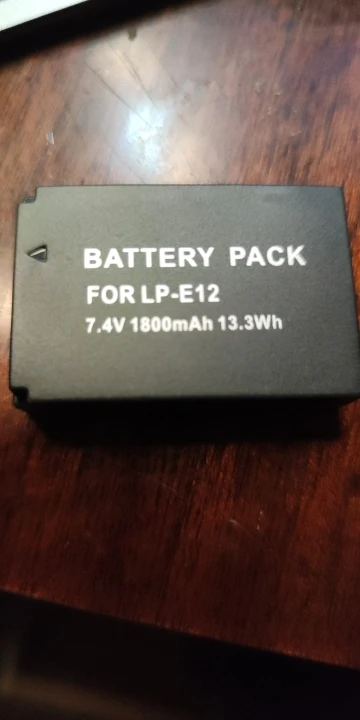 BATTERY PACK
FOR LP-E12
7.4V 1800mAh 13.3Wh